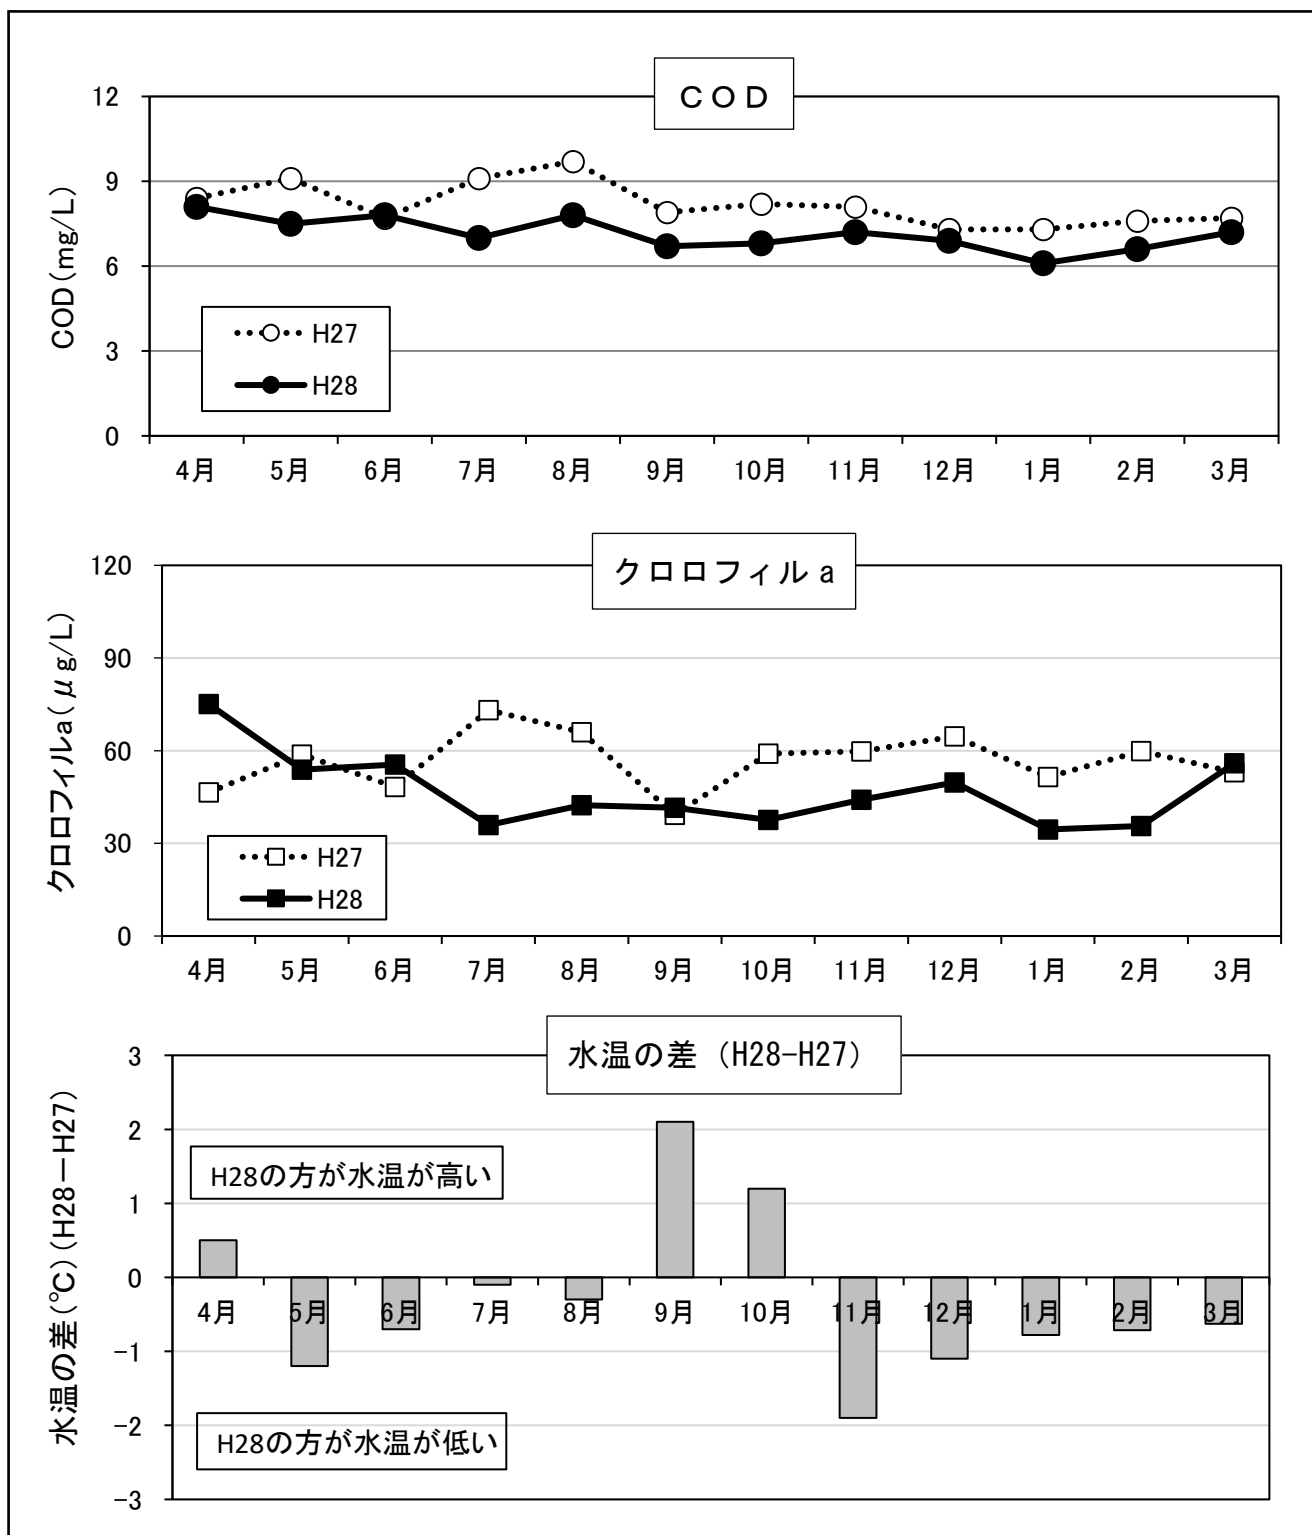 ＣＯＤ
12
9
6
3
0
COD(mg/L)
H27
H28
4月 5月 6月 7月 8月 9月 10月 11月 12月 1月 2月 3月
クロロフィル a
120
90
60
30
0
クロロフィルa(μg/L)
H27
H28
4月 5月 6月 7月 8月 9月 10月 11月 12月 1月 2月 3月
水温の差（H28-H27）
3
2
1
0
-1
-2
-3
水温の差(℃)(H28－H27)
H28の方が水温が高い
4月 5月 6月 7月 8月 9月 10月 11月 12月 1月 2月 3月
H28の方が水温が低い